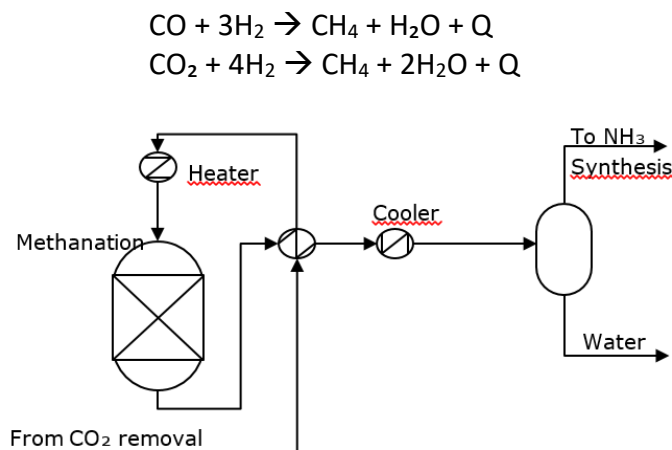 CO + 3H₂ → CH₄ + H₂O + Q
CO₂ + 4H₂ → CH₄ + 2H₂O + Q
To NH₃
Synthesis
Heater
Cooler
Methanation
Water
From CO₂ removal